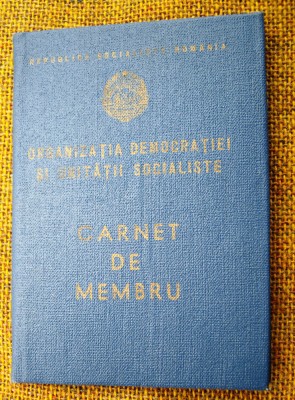 REPUBLICA SOCIALISTĂ ROMÂNIA
ORGANIZAȚIA DEMOCRAȚIEI
ȘI UNITĂȚII SOCIALISTE
CARNET
DE
MEMBRU